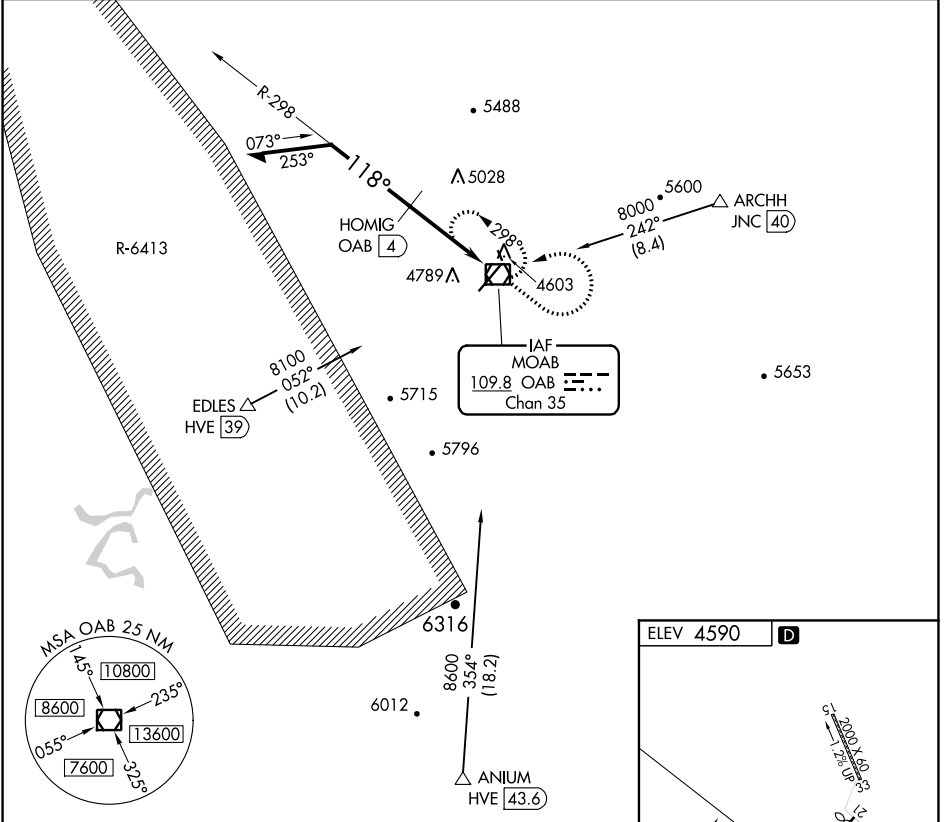 R-298
5488
073°
253°
118°
5028
5600
8000
242°
(8.4)
ARCHH
JNC 40
HOMIG
OAB 4
298°
R-6413
4789
4603
IAF
MOAB
109.8 OAB
Chan 35
8100
052°
(10.2)
5653
5715
EDLES
HVE 39
5796
6316
MSA OAB 25 NM
145°
10800
235°
8600
13600
055°
7600
325°
8600
354°
(18.2)
6012
ANIUM
HVE 43.6
ELEV 4590
D
15
2000 X 60
1.2% UP
33
21